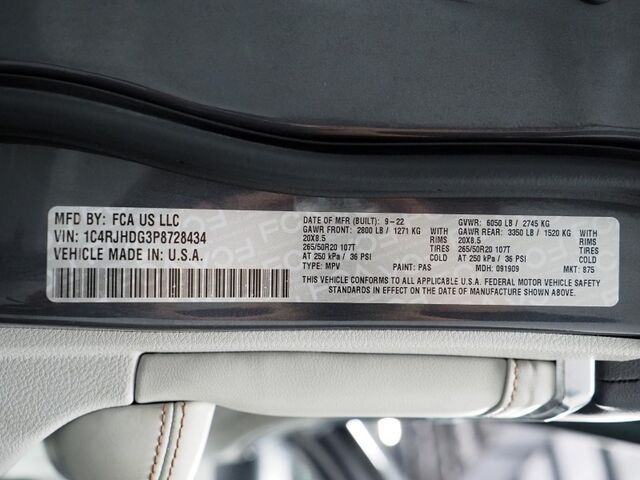 MFD BY: FCA US LLC
VIN: 1C4RJHDG3P8728434
VEHICLE MADE IN: U.S.A.
DATE OF MFR (BUILT): 9-22 GVWR: 6050 LB / 2745 KG
GAWR FRONT: 2800 LB / 1271 KG RIMS GAWR REAR: 3350 LB / 1520 KG RIMS
20X8.5 20X8.5
265/50R20 107T TIRES 265/50R20 107T TIRES
AT 250 kPa / 36 PSI COLD AT 250 kPa / 36 PSI COLD
TYPE: MPV PAINT: PAS MDH: 091909 MKT: 875
THIS VEHICLE CONFORMS TO ALL APPLICABLE U.S.A. FEDERAL MOTOR VEHICLE SAFETY
STANDARDS IN EFFECT ON THE DATE OF MANUFACTURE SHOWN ABOVE.